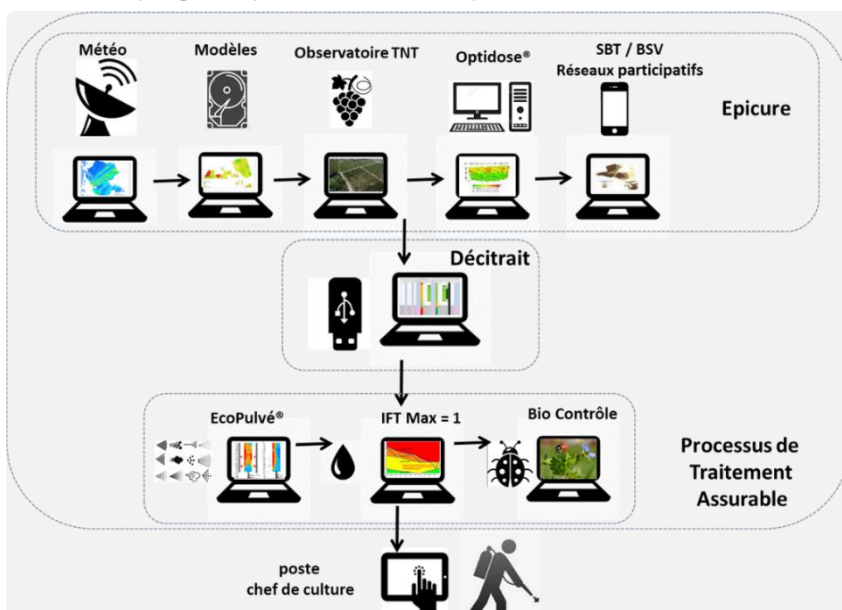 Météo
Modèles
Observatoire TNT
Optidose®
SBT / BSV
Réseaux participatifs
Epicure
Décitrait
EcoPulvé®
IFT Max = 1
Bio Contrôle
Processus de
Traitement
Assurable
poste
chef de culture